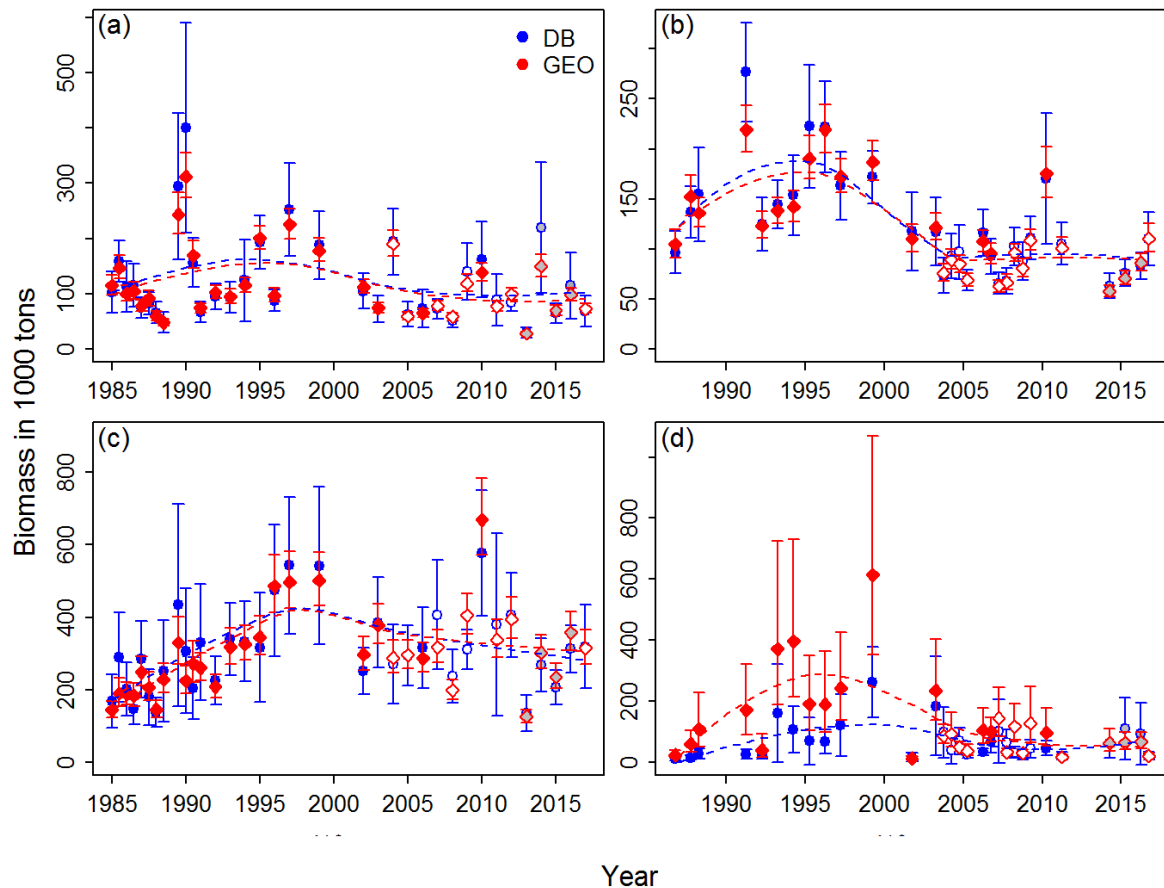 (a)
DB
GEO
0 100 300 500
1985 1990 1995 2000 2005 2010 2015
(b)
0 50 150 250
1990 1995 2000 2005 2010 2015
Biomass in 1000 tons
(c)
0 200 400 600 800
1985 1990 1995 2000 2005 2010 2015
(d)
0 200 400 600 800
1990 1995 2000 2005 2010 2015
Year